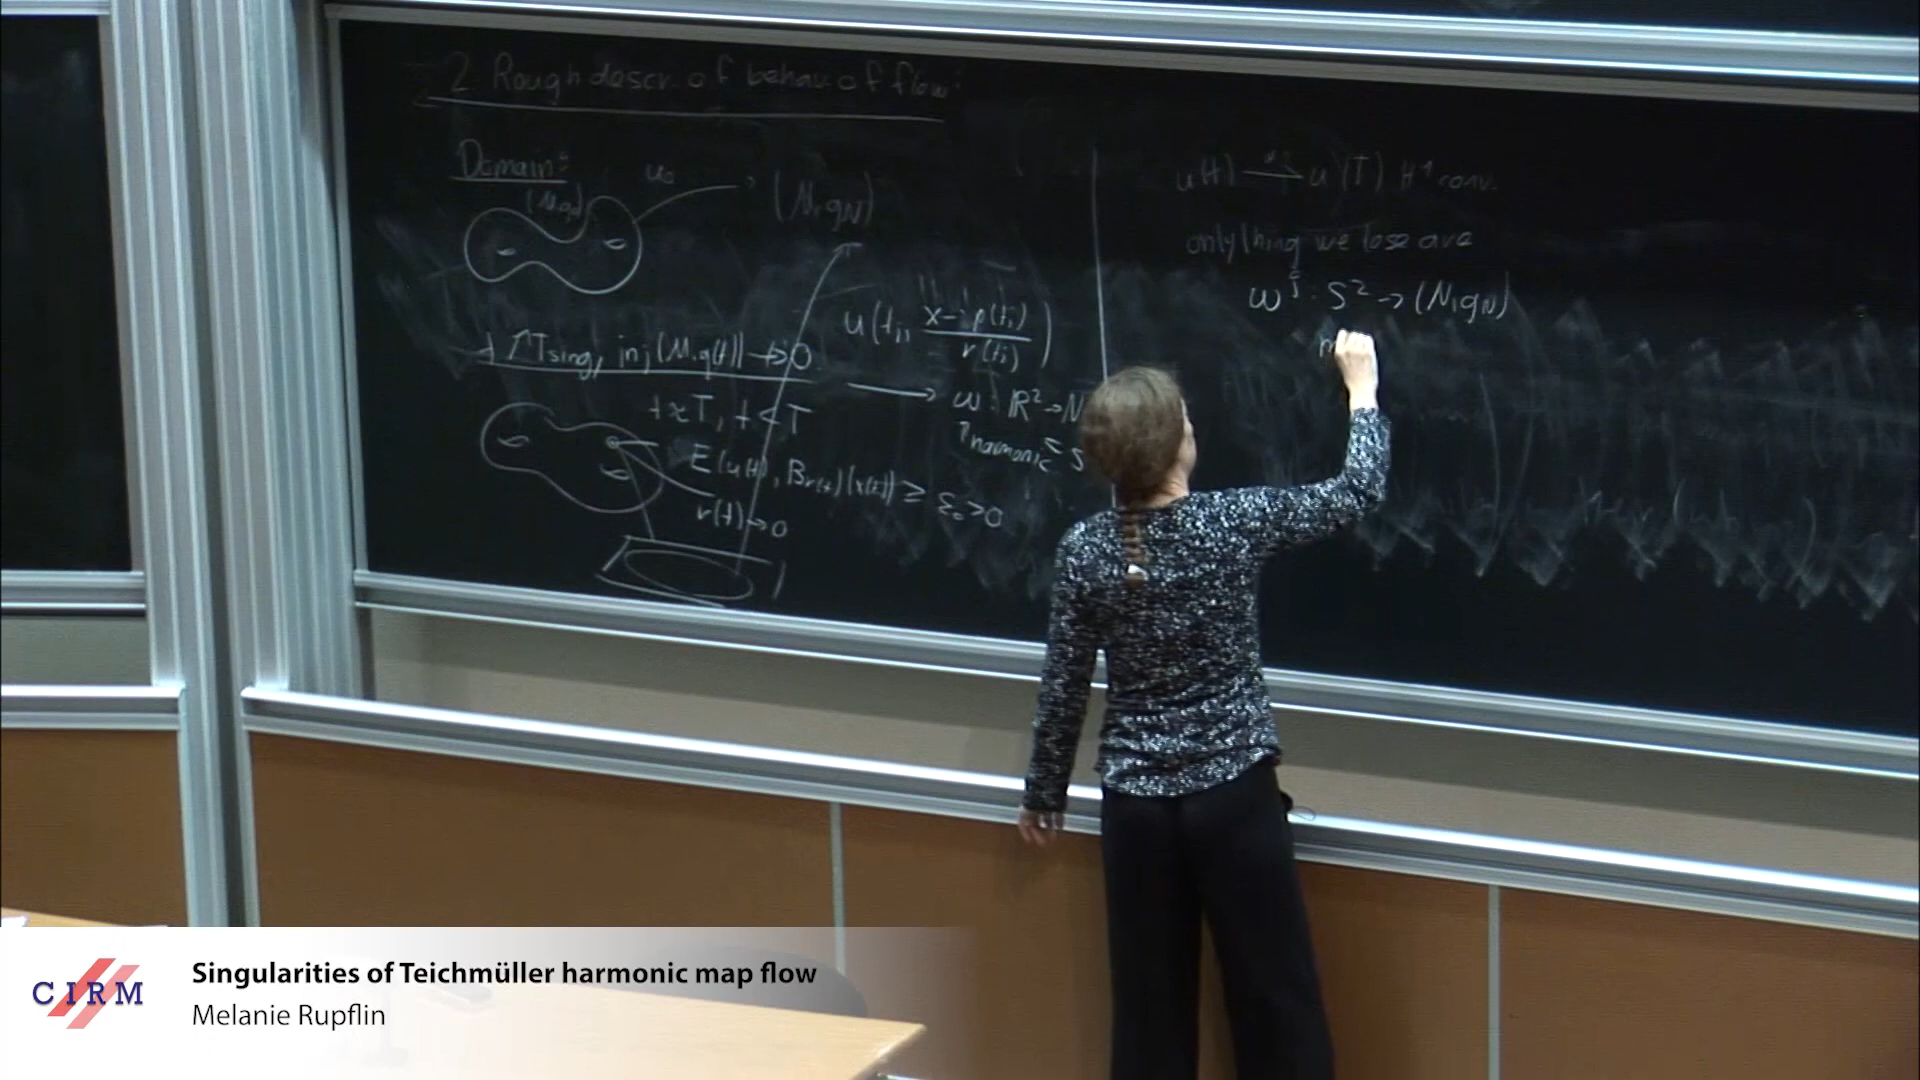 2 Rough descr. of behav of flow:
Domain:
u₀
(M,g₀)
(N,g_N)
t↗T_sing, inj(M,g(t)) ↛ 0
t≈T, t<T
E(u(t), B_r(t)(x(t)) ≥ ε₀>0
r(t)→0
u(t_i, x-p(t_i) / r(t_i))
→ ω: ℝ²→N
↑harmonic
u(t) ⇀ u(T) H¹ conv.
only thing we lose are
ω^j: S²→(N,g_N)
CIRM
Singularities of Teichmüller harmonic map flow
Melanie Rupflin